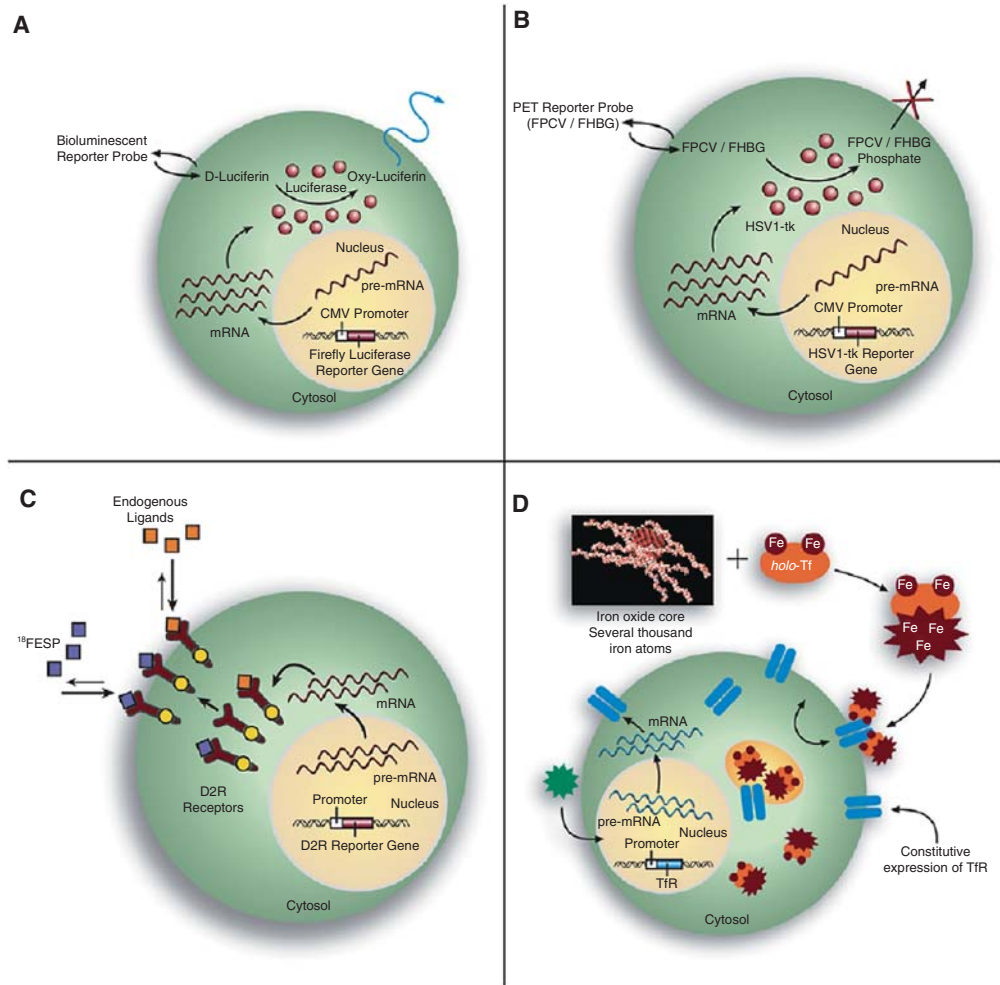 A
Bioluminescent
Reporter Probe
D-Luciferin
Luciferase
Oxy-Luciferin
Nucleus
pre-mRNA
mRNA
CMV Promoter
Firefly Luciferase
Reporter Gene
Cytosol
B
PET Reporter Probe
(FPCV / FHBG)
FPCV / FHBG
FPCV / FHBG
Phosphate
HSV1-tk
Nucleus
pre-mRNA
mRNA
CMV Promoter
HSV1-tk Reporter
Gene
Cytosol
C
Endogenous
Ligands
¹⁸FESP
mRNA
pre-mRNA
D2R
Receptors
Promoter
Nucleus
D2R Reporter Gene
Cytosol
D
Fe Fe
holo-Tf
Iron oxide core
Several thousand
iron atoms
Fe Fe
Fe Fe
Fe
mRNA
pre-mRNA
Nucleus
Promoter
TfR
Constitutive
expression of TfR
Cytosol